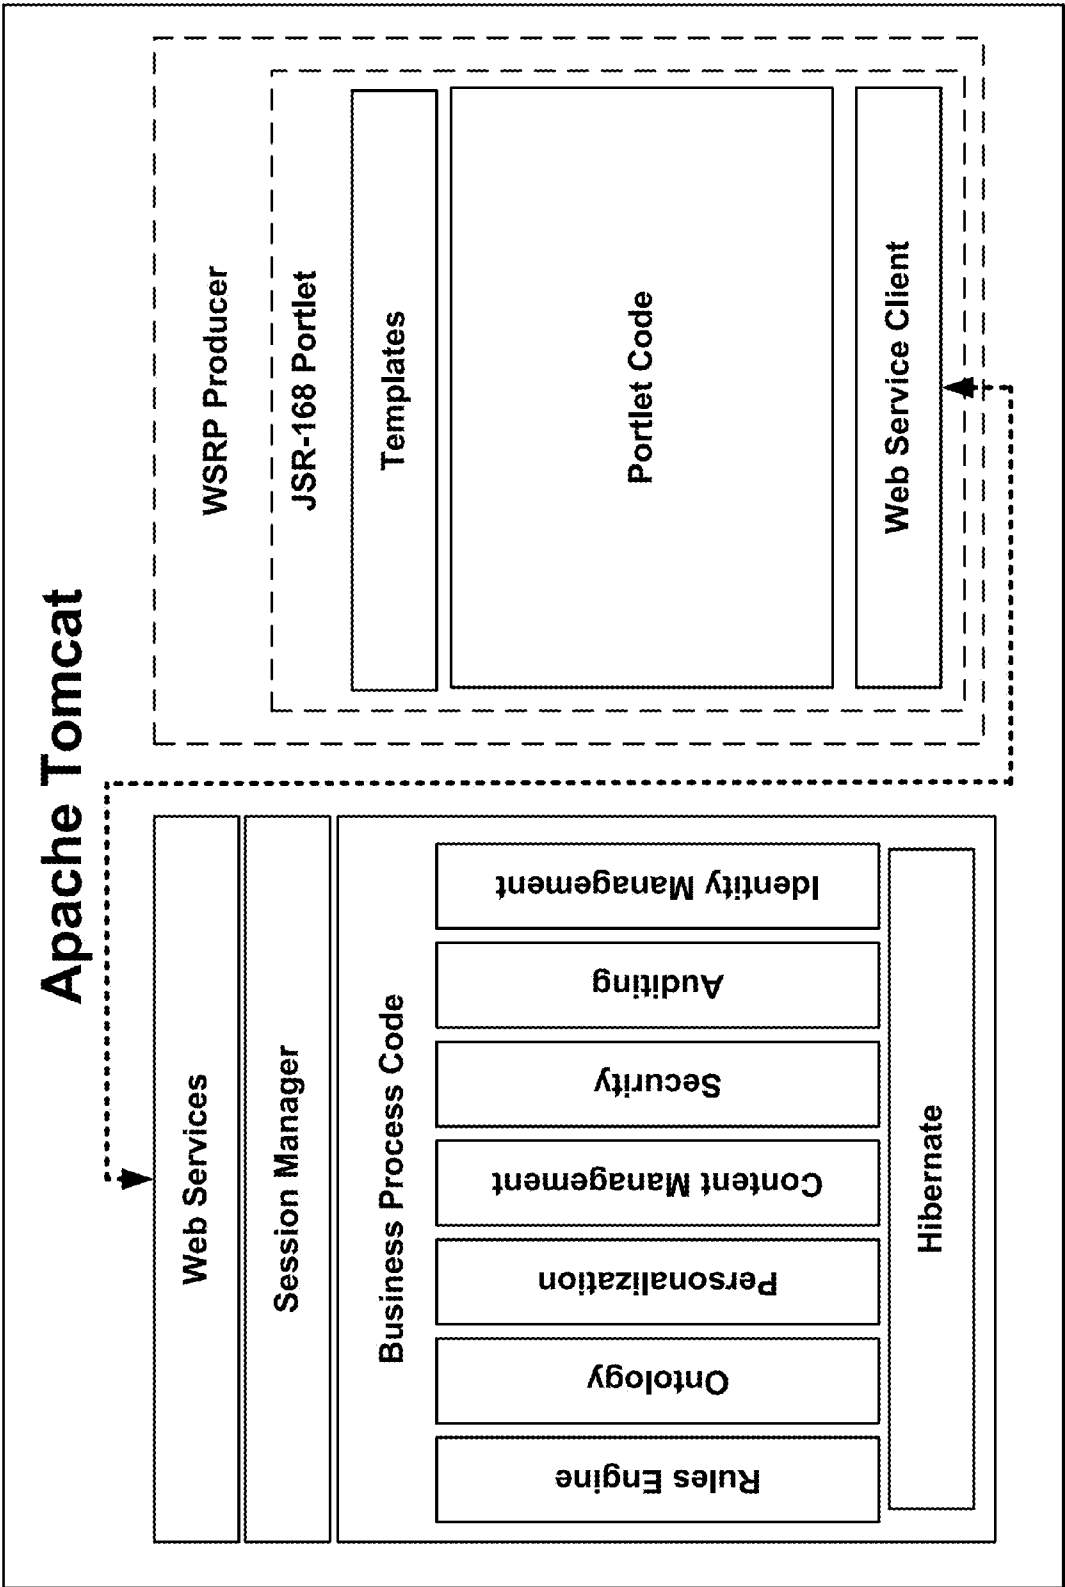 Apache Tomcat
Web Services
Session Manager
Business Process Code
Rules Engine
Ontology
Personalization
Content Management
Security
Auditing
Identity Management
Hibernate
WSRP Producer
JSR-168 Portlet
Templates
Portlet Code
Web Service Client